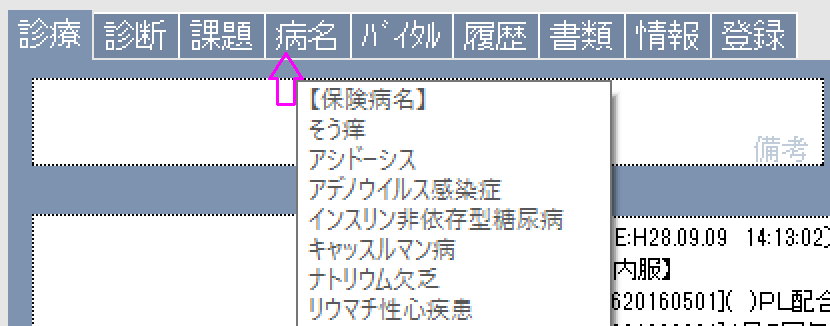 診療 診断 課題 病名 ﾊﾞｲﾀﾙ 履歴 書類 情報 登録
【保険病名】
そう痒
アシドーシス
備考
アデノウイルス感染症
インスリン非依存型糖尿病
キャッスルマン病
E:H28.09.09 14:13:02]
ナトリウム欠乏
内服】
リウマチ性心疾患
620160501]( )PL配合